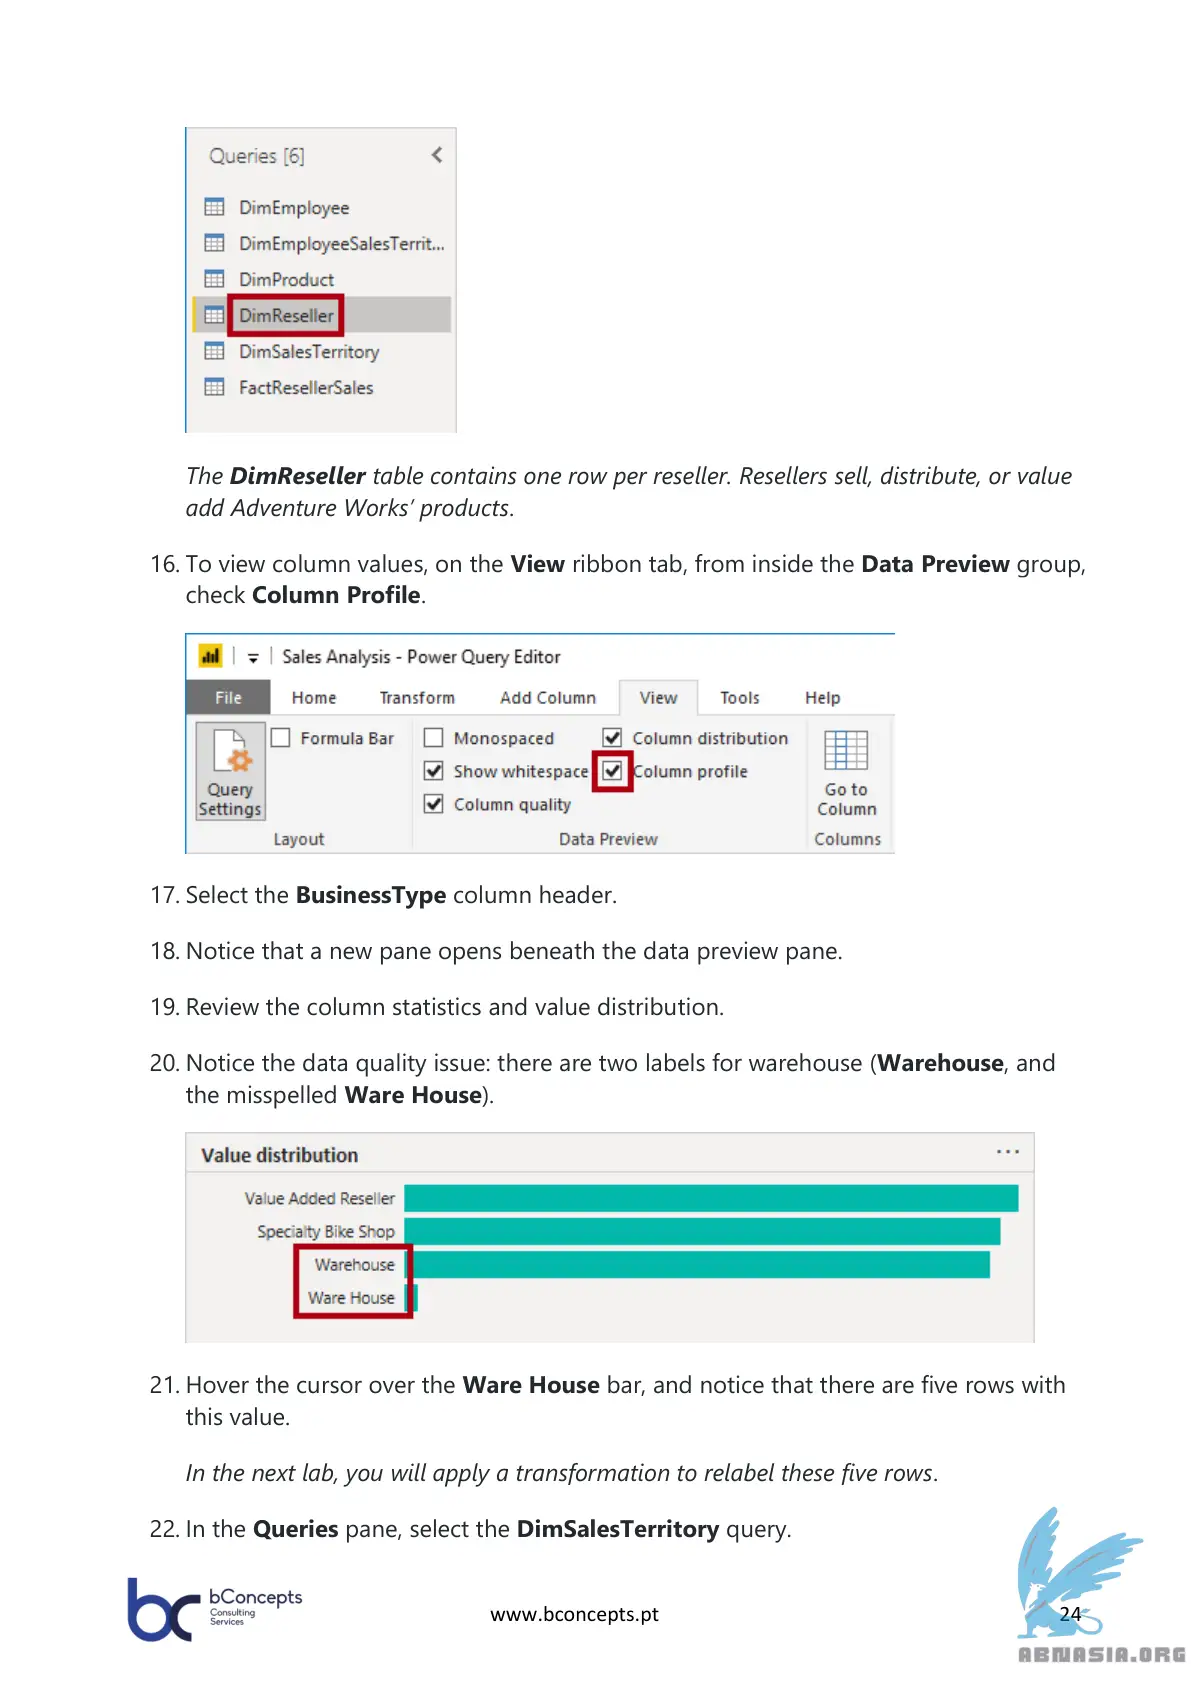 Queries [6]
DimEmployee
DimEmployeeSalesTerrit...
DimProduct
DimReseller
DimSalesTerritory
FactResellerSales
The DimReseller table contains one row per reseller. Resellers sell, distribute, or value
add Adventure Works’ products.
16. To view column values, on the View ribbon tab, from inside the Data Preview group,
check Column Profile.
Sales Analysis - Power Query Editor
File Home Transform Add Column View Tools Help
Formula Bar Monospaced Column distribution
Show whitespace Column profile
Query Settings Column quality Go to Column
Layout Data Preview Columns
17. Select the BusinessType column header.
18. Notice that a new pane opens beneath the data preview pane.
19. Review the column statistics and value distribution.
20. Notice the data quality issue: there are two labels for warehouse (Warehouse, and
the misspelled Ware House).
Value distribution ...
Value Added Reseller
Specialty Bike Shop
Warehouse
Ware House
21. Hover the cursor over the Ware House bar, and notice that there are five rows with
this value.
In the next lab, you will apply a transformation to relabel these five rows.
22. In the Queries pane, select the DimSalesTerritory query.
bc bConcepts
Consulting
Services
www.bconcepts.pt
24
ABNASIA.ORG